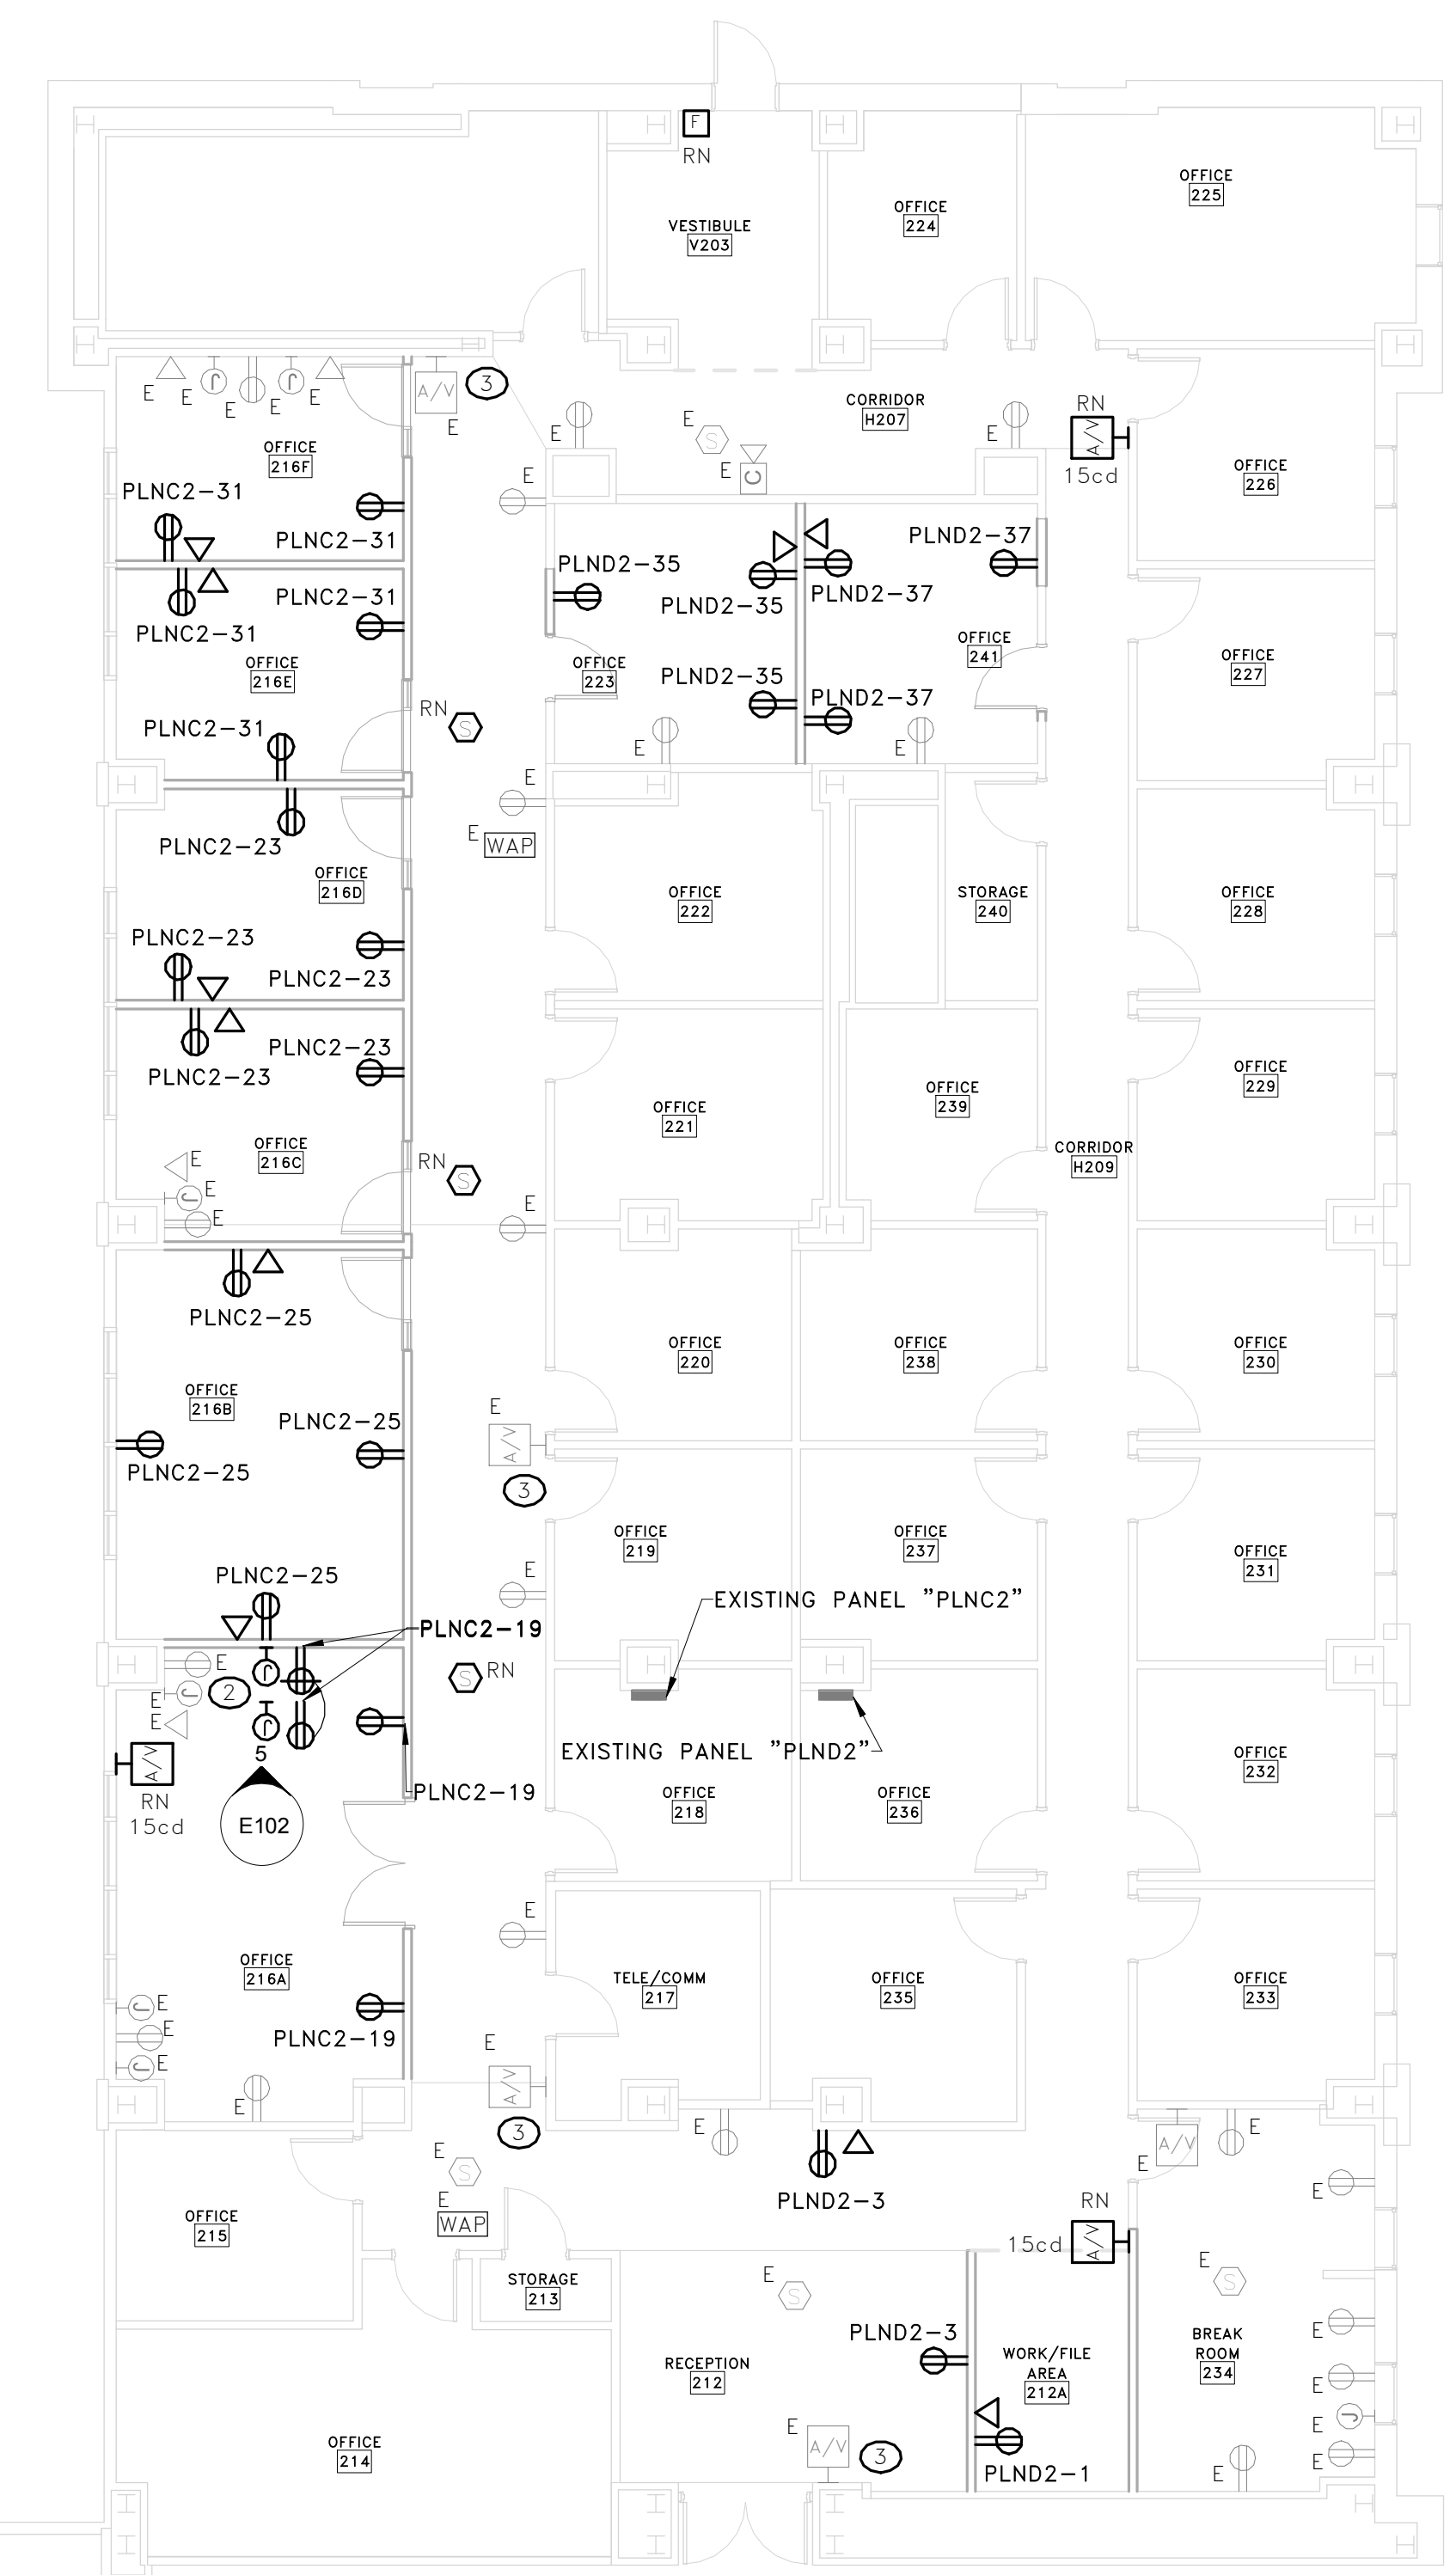 F
RN
OFFICE
225
OFFICE
224
VESTIBULE
V203
E
E
E
E
E
A/V
3
E
CORRIDOR
H207
RN
A/V
15cd
E
E
S
E
C
E
OFFICE
216F
OFFICE
226
E
PLNC2-31
PLNC2-31
PLND2-35
PLND2-37
PLND2-37
PLND2-35
PLNC2-31
PLNC2-31
OFFICE
216E
OFFICE
223
OFFICE
241
OFFICE
227
PLND2-35
PLND2-37
RN
S
PLNC2-31
E
E
E
E
WAP
PLNC2-23
OFFICE
216D
OFFICE
222
STORAGE
240
OFFICE
228
PLNC2-23
PLNC2-23
PLNC2-23
PLNC2-23
OFFICE
229
OFFICE
239
OFFICE
221
OFFICE
216C
CORRIDOR
H209
E
E
E
RN
S
E
PLNC2-25
OFFICE
220
OFFICE
238
OFFICE
230
OFFICE
216B
PLNC2-25
PLNC2-25
E
A/V
3
OFFICE
219
OFFICE
237
OFFICE
231
E
PLNC2-25
EXISTING PANEL "PLNC2"
PLNC2-19
E
2
J
E
E
J
S
RN
5
E102
A/V
RN
15cd
EXISTING PANEL "PLND2"
PLNC2-19
OFFICE
218
OFFICE
236
OFFICE
232
E
OFFICE
216A
TELE/COMM
217
OFFICE
235
OFFICE
233
J
E
E
J
E
PLNC2-19
E
E
A/V
3
E
E
A/V
E
E
S
E
WAP
PLND2-3
RN
A/V
15cd
E
OFFICE
215
STORAGE
213
E
S
E
S
PLND2-3
RECEPTION
212
WORK/FILE
AREA
212A
BREAK
ROOM
234
E
E
J
E
E
E
E
A/V
3
OFFICE
214
PLND2-1